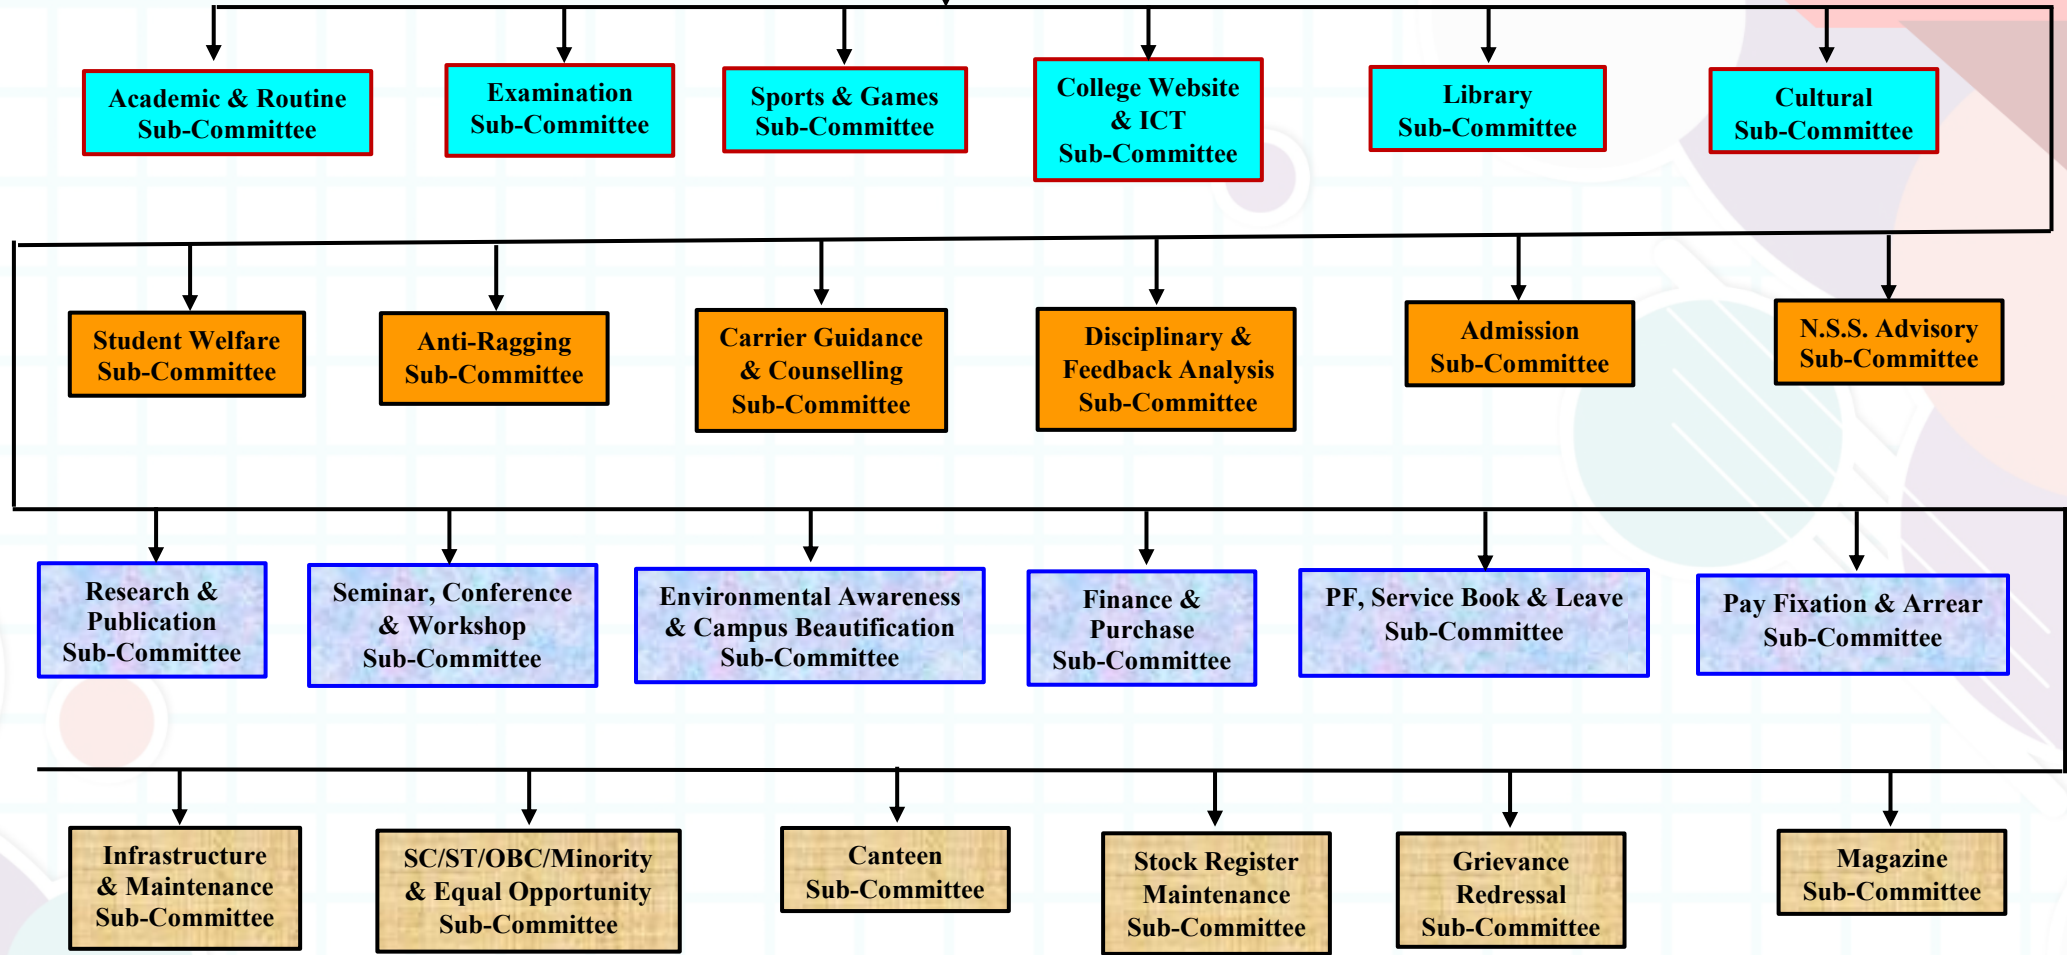 Academic & Routine
Sub-Committee
Examination
Sub-Committee
Sports & Games
Sub-Committee
College Website
& ICT
Sub-Committee
Library
Sub-Committee
Cultural
Sub-Committee
Student Welfare
Sub-Committee
Anti-Ragging
Sub-Committee
Carrier Guidance
& Counselling
Sub-Committee
Disciplinary &
Feedback Analysis
Sub-Committee
Admission
Sub-Committee
N.S.S. Advisory
Sub-Committee
Research &
Publication
Sub-Committee
Seminar, Conference
& Workshop
Sub-Committee
Environmental Awareness
& Campus Beautification
Sub-Committee
Finance &
Purchase
Sub-Committee
PF, Service Book & Leave
Sub-Committee
Pay Fixation & Arrear
Sub-Committee
Infrastructure
& Maintenance
Sub-Committee
SC/ST/OBC/Minority
& Equal Opportunity
Sub-Committee
Canteen
Sub-Committee
Stock Register
Maintenance
Sub-Committee
Grievance
Redressal
Sub-Committee
Magazine
Sub-Committee